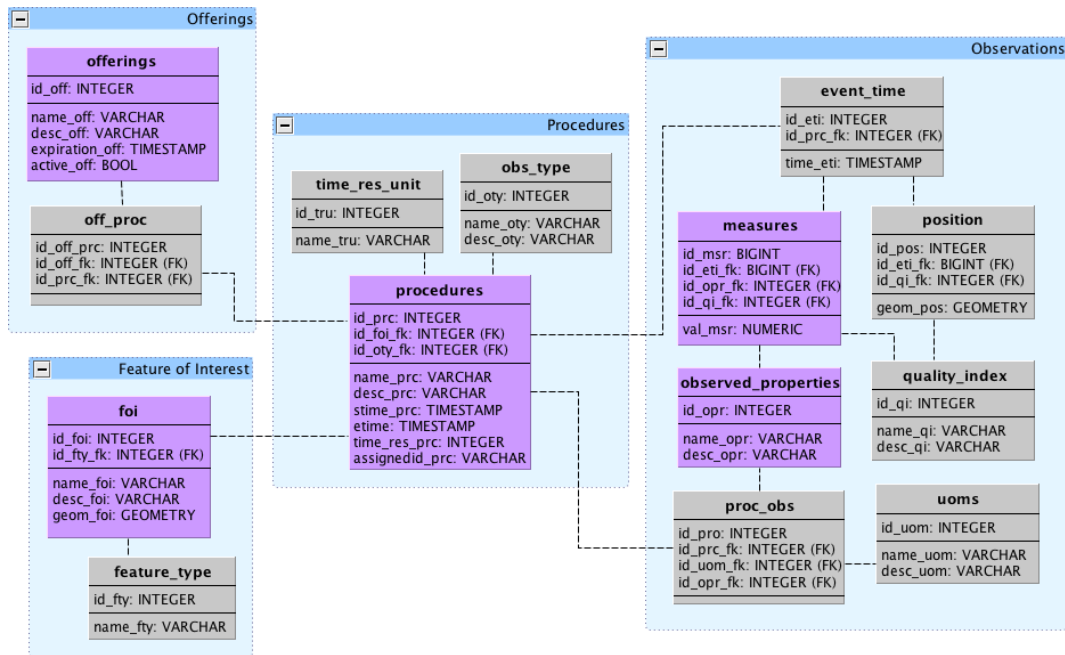 Offerings
offerings
id_off: INTEGER
name_off: VARCHAR
desc_off: VARCHAR
expiration_off: TIMESTAMP
active_off: BOOL
off_proc
id_off_prc: INTEGER
id_off_fk: INTEGER (FK)
id_prc_fk: INTEGER (FK)
Feature of Interest
foi
id_foi: INTEGER
id_fty_fk: INTEGER (FK)
name_foi: VARCHAR
desc_foi: VARCHAR
geom_foi: GEOMETRY
feature_type
id_fty: INTEGER
name_fty: VARCHAR
Procedures
time_res_unit
id_tru: INTEGER
name_tru: VARCHAR
obs_type
id_oty: INTEGER
name_oty: VARCHAR
desc_oty: VARCHAR
procedures
id_prc: INTEGER
id_foi_fk: INTEGER (FK)
id_oty_fk: INTEGER (FK)
name_prc: VARCHAR
desc_prc: VARCHAR
stime_prc: TIMESTAMP
etime: TIMESTAMP
time_res_prc: INTEGER
assignedid_prc: VARCHAR
Observations
event_time
id_eti: INTEGER
id_prc_fk: INTEGER (FK)
time_eti: TIMESTAMP
measures
id_msr: BIGINT
id_eti_fk: BIGINT (FK)
id_opr_fk: INTEGER (FK)
id_qi_fk: INTEGER (FK)
val_msr: NUMERIC
position
id_pos: INTEGER
id_eti_fk: BIGINT (FK)
id_qi_fk: INTEGER (FK)
geom_pos: GEOMETRY
observed_properties
id_opr: INTEGER
name_opr: VARCHAR
desc_opr: VARCHAR
quality_index
id_qi: INTEGER
name_qi: VARCHAR
desc_qi: VARCHAR
proc_obs
id_pro: INTEGER
id_prc_fk: INTEGER (FK)
id_uom_fk: INTEGER (FK)
id_opr_fk: INTEGER (FK)
uoms
id_uom: INTEGER
name_uom: VARCHAR
desc_uom: VARCHAR